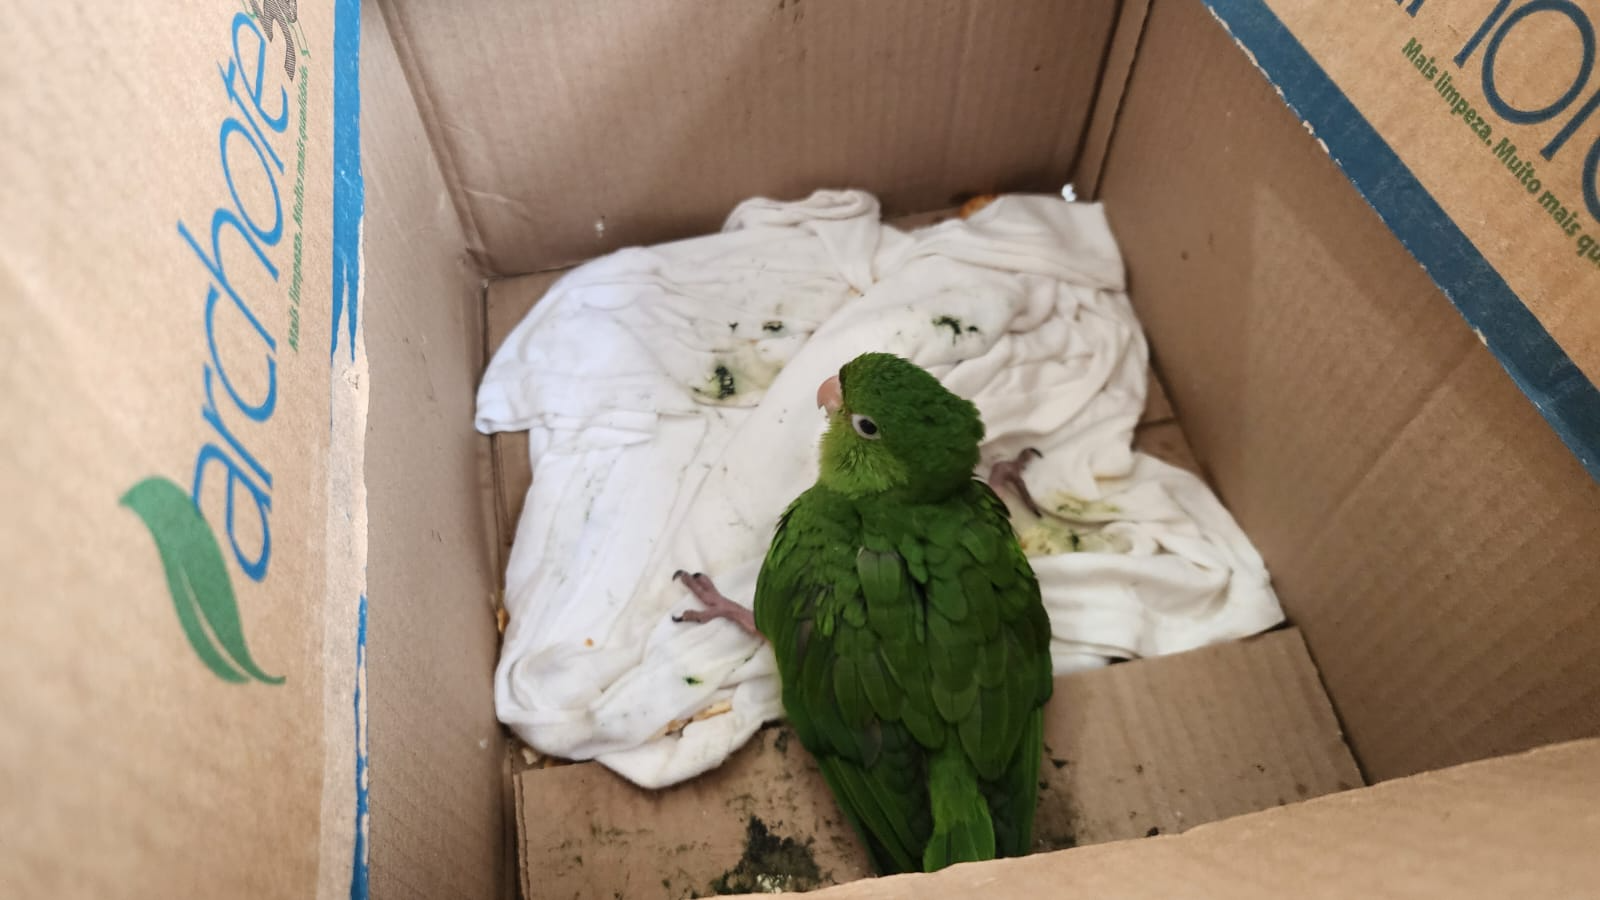 archote
Mais limpeza. Muito mais qualidade.
Mais limpeza. Muito mais qu